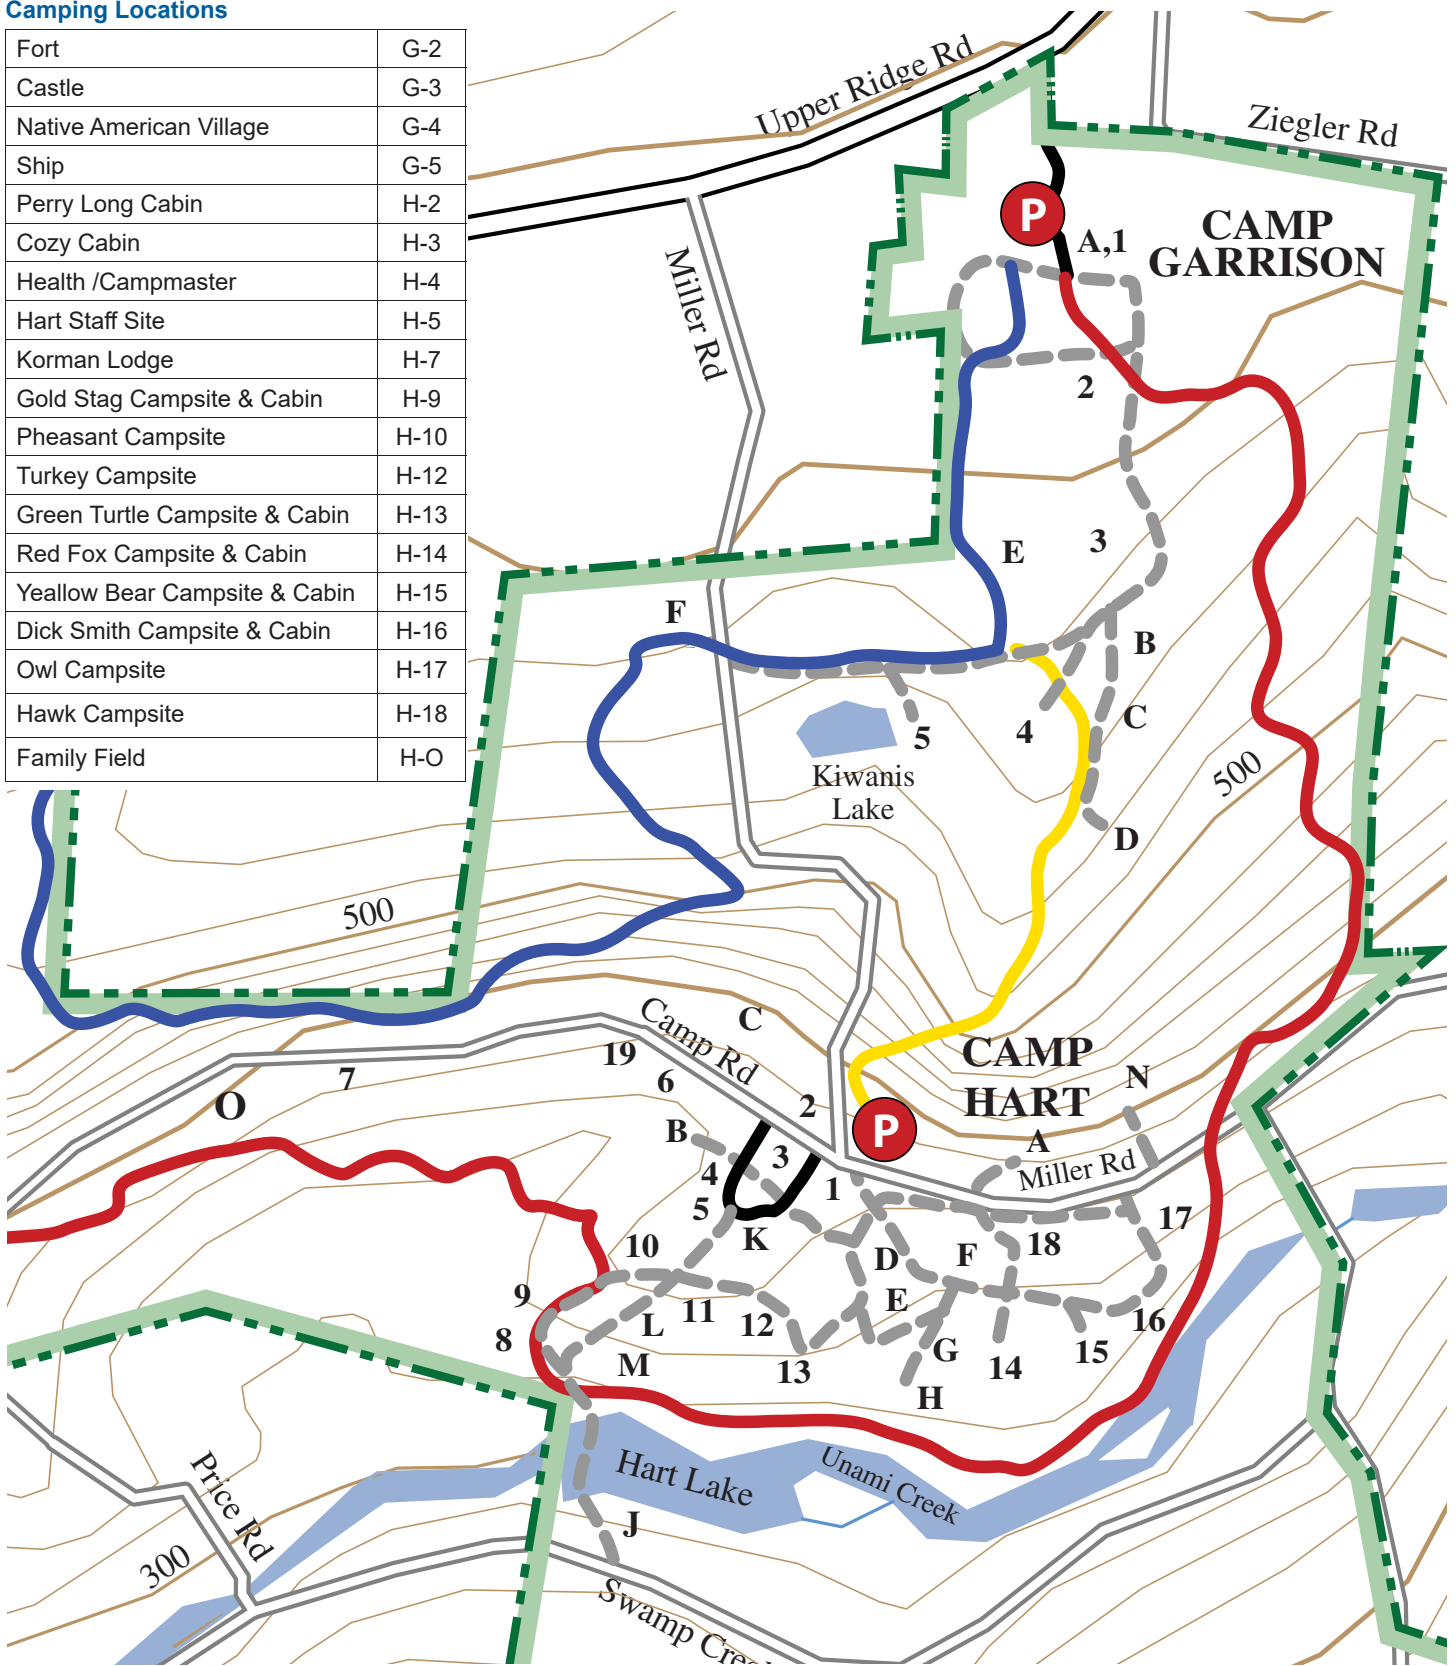 Camping Locations
Fort G-2
Castle G-3
Native American Village G-4
Ship G-5
Perry Long Cabin H-2
Cozy Cabin H-3
Health /Campmaster H-4
Hart Staff Site H-5
Korman Lodge H-7
Gold Stag Campsite & Cabin H-9
Pheasant Campsite H-10
Turkey Campsite H-12
Green Turtle Campsite & Cabin H-13
Red Fox Campsite & Cabin H-14
Yeallow Bear Campsite & Cabin H-15
Dick Smith Campsite & Cabin H-16
Owl Campsite H-17
Hawk Campsite H-18
Family Field H-O
Upper Ridge Rd
Ziegler Rd
P
A,1
CAMP
GARRISON
Miller Rd
2
3
E
F
B
4
5
C
Kiwanis
Lake
500
D
500
C
Camp Rd
CAMP
HART
19
6
7
O
2
P
N
A
B
3
4
Miller Rd
1
5
K
17
10
D
F
18
9
E
11
L
12
16
8
M
13
G
14
15
H
Hart Lake
Unami Creek
Price Rd
J
300
Swamp